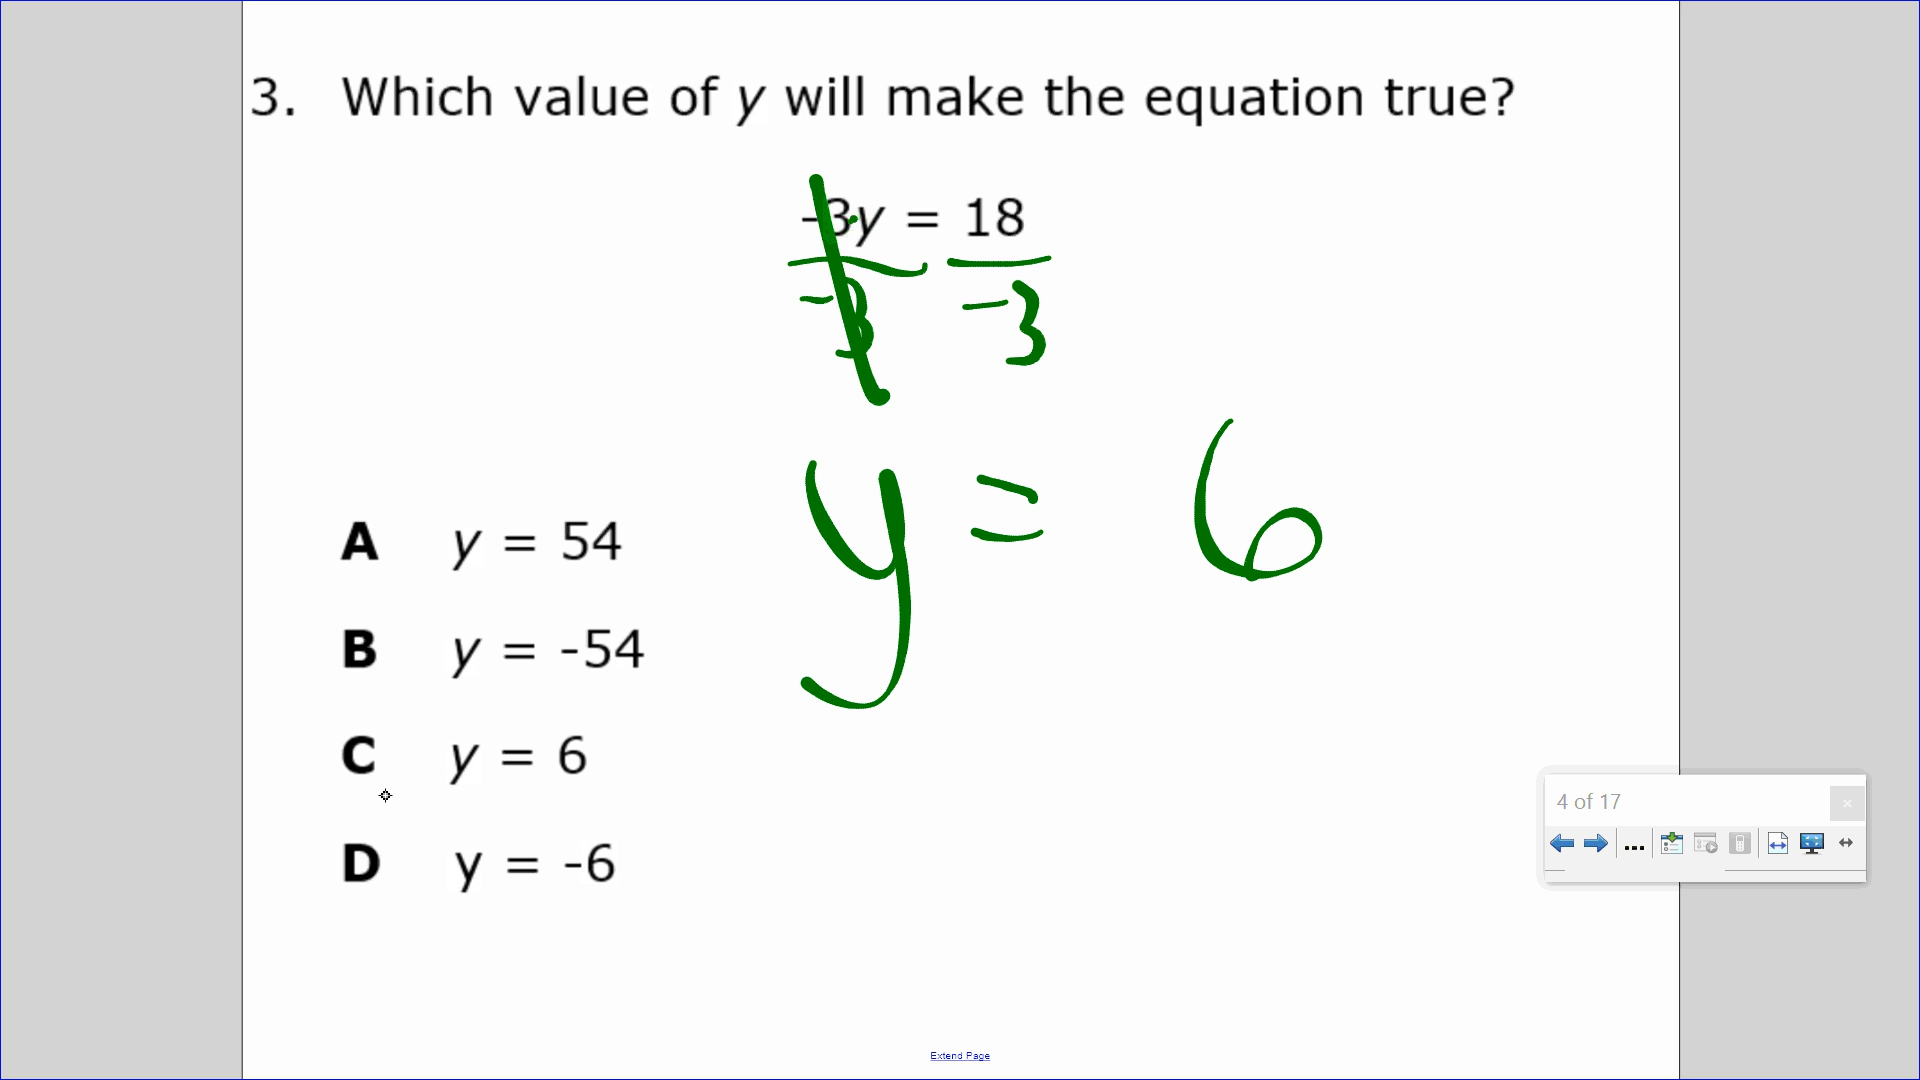 3. Which value of y will make the equation true?
-3y = 18
-3 -3
y = 6
A y = 54
B y = -54
C y = 6
D y = -6
4 of 17
Extend Page